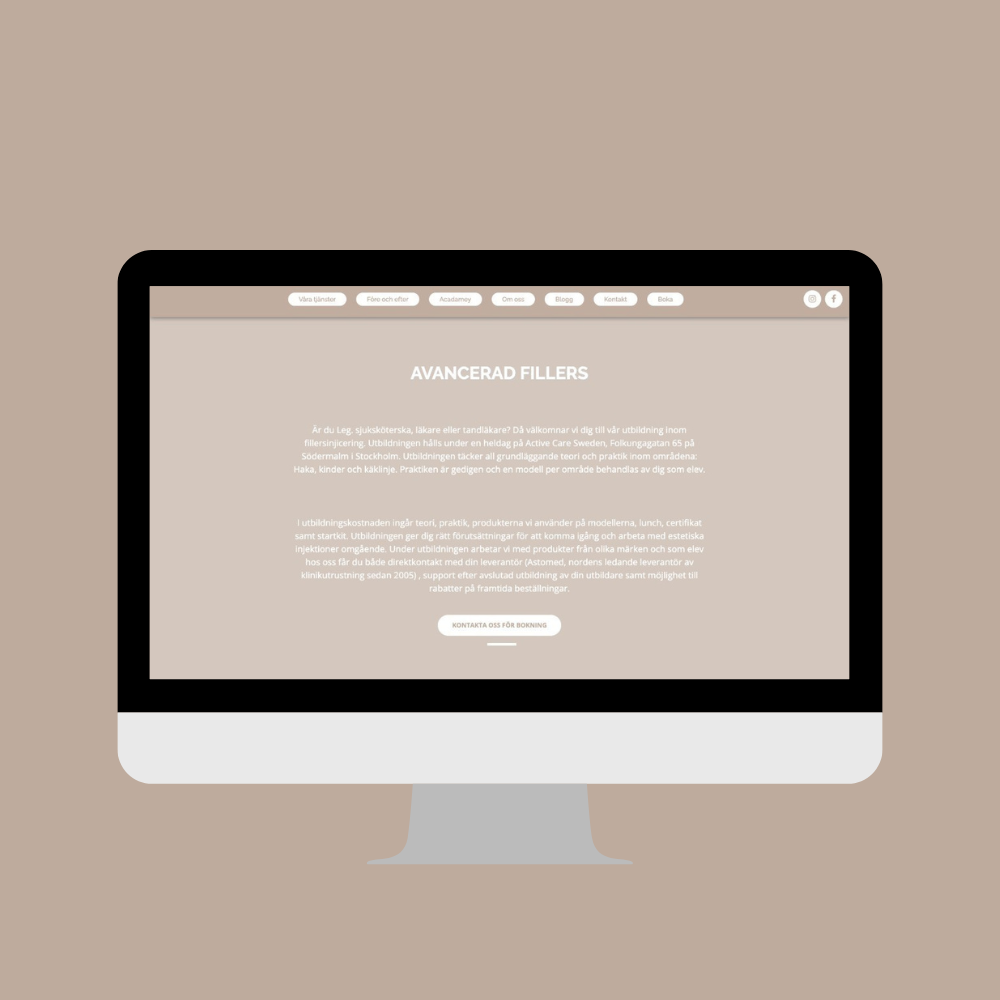 Våra tjänder
Före och efter
Acadamey
Om oss
Blogg
Kontakt
Boka
AVANCERAD FILLERS
Är du Leg. sjuksköterska, läkare eller tandläkare? Då välkomnar vi dig till vår utbildning inom
fillersinjicering. Utbildningen hålls under en heldag på Active Care Sweden, Folkungagatan 65 på
Södermalm i Stockholm. Utbildningen täcker all grundläggande teori och praktik inom områdena:
Haka, kinder och käklinje. Praktiken är gedigen och en modell per område behandlas av dig som elev.
I utbildningskostnaden ingår teori, praktik, produkterna vi använder på modellerna, lunch, certifikat
samt startkit. Utbildningen ger dig rätt förutsättningar för att komma igång och arbeta med estetiska
injektioner omgående. Under utbildningen arbetar vi med produkter från olika märken och som elev
hos oss får du både direktkontakt med din leverantör (Astomed, nordens ledande leverantör av
klinikutrustning sedan 2005) , support efter avslutad utbildning av din utbildare samt möjlighet till
rabatter på framtida beställningar.
KONTAKTA OSS FÖR BOKNING